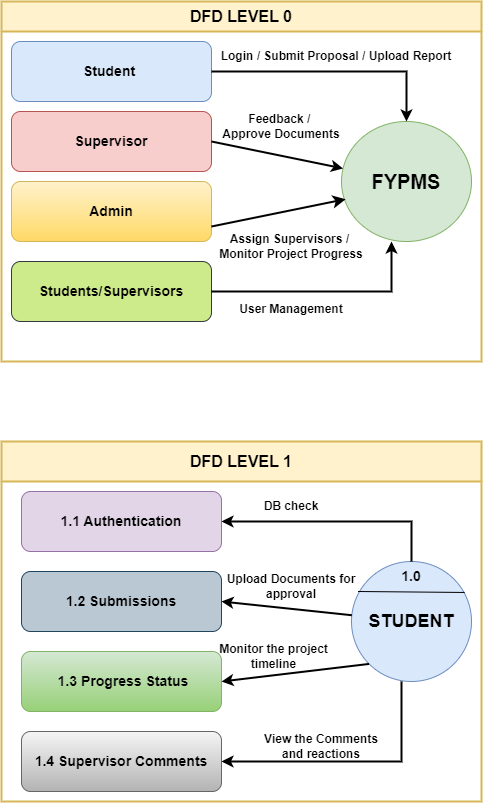 DFD LEVEL 0
Student
Login / Submit Proposal / Upload Report
Supervisor
Feedback /
Approve Documents
FYPMS
Admin
Assign Supervisors /
Monitor Project Progress
Students/Supervisors
User Management
DFD LEVEL 1
1.1 Authentication
DB check
1.0
STUDENT
1.2 Submissions
Upload Documents for
approval
1.3 Progress Status
Monitor the project
timeline
1.4 Supervisor Comments
View the Comments
and reactions